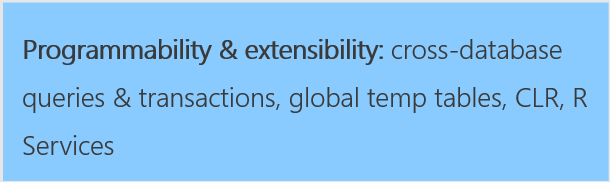 Programmability & extensibility: cross-database
queries & transactions, global temp tables, CLR, R
Services